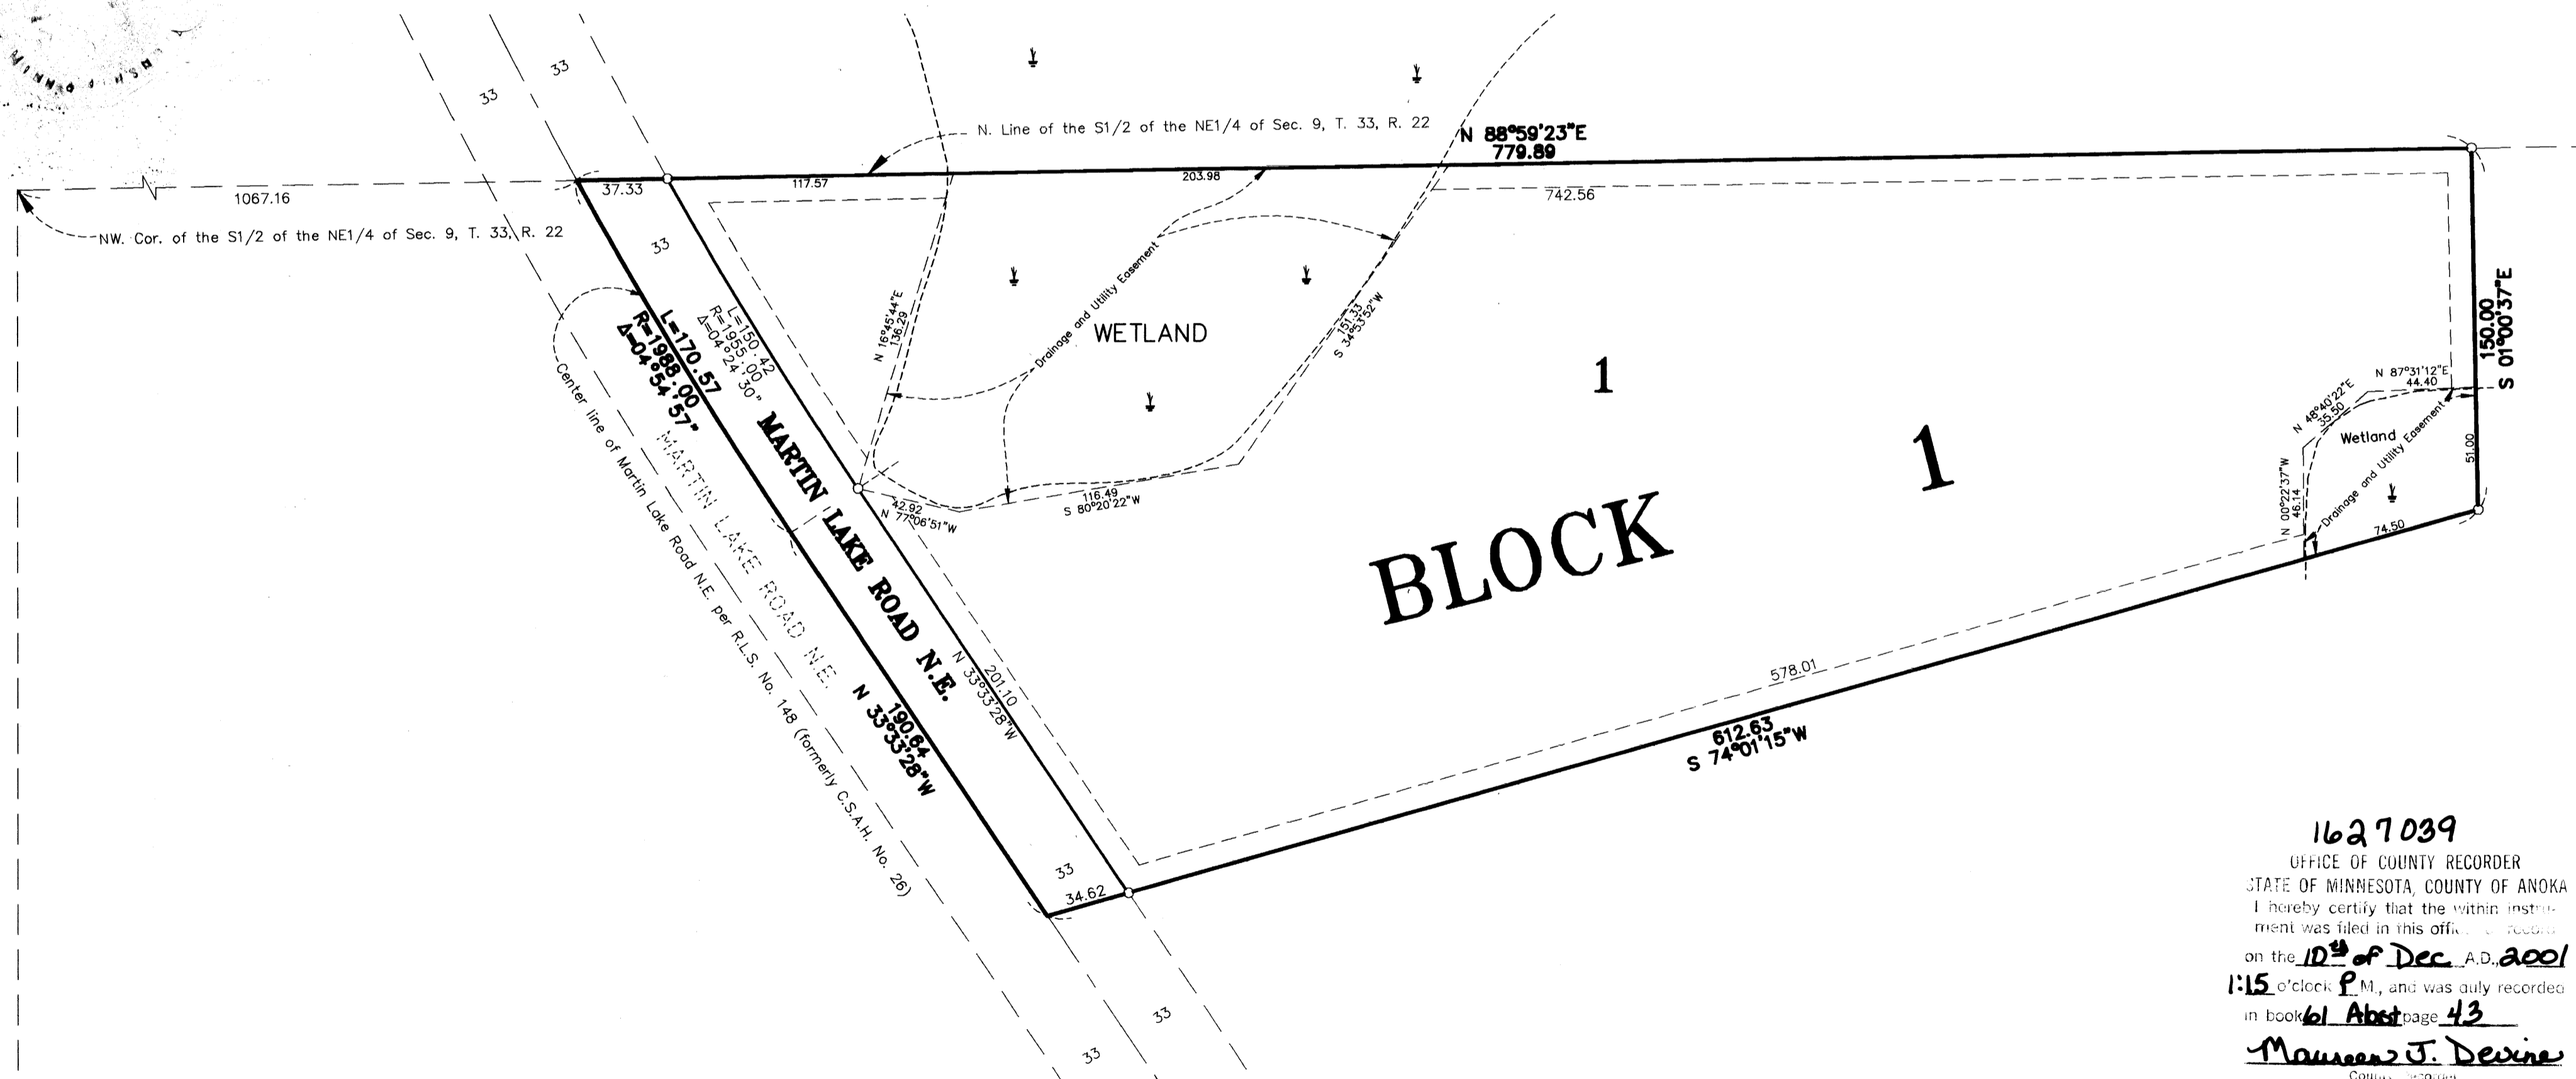 33
33
N. Line of the S1/2 of the NE1/4 of Sec. 9, T. 33, R. 22
N 88°59'23"E
779.89
1067.16
37.33
117.57
203.98
742.56
NW. Cor. of the S1/2 of the NE1/4 of Sec. 9, T. 33, R. 22
33
L=150.42
R=1955.00
Δ=04°24'30"
L=170.57
R=1988.00
Δ=04°54'57"
N 16°45'44"E
136.29
Drainage and Utility Easement
WETLAND
151.33
S 34°53'52"W
1
150.00
S 01°00'37"E
N 87°31'12"E
44.40
N 48°40'22"E
35.50
Wetland
51.00
Drainage and Utility Easement
N 00°22'37"W
46.14
74.50
Center line of Martin Lake Road N.E. per R.L.S. No. 148 (formerly C.S.A.H. No. 26)
MARTIN LAKE ROAD N.E.
MARTIN LAKE ROAD N.E.
42.92
N 77°06'51"W
116.49
S 80°20'22"W
BLOCK 1
201.10
N 33°33'28"W
190.64
N 33°33'28"W
578.01
612.63
S 74°01'15"W
33
34.62
33
33
1627039
OFFICE OF COUNTY RECORDER
STATE OF MINNESOTA, COUNTY OF ANOKA
I hereby certify that the within instru-
ment was filed in this office record
on the 10th of Dec A.D., 2001
1:15 o'clock P M., and was duly recorded
in book 61 Abst page 43
Maureen J. Devine
County Recorder